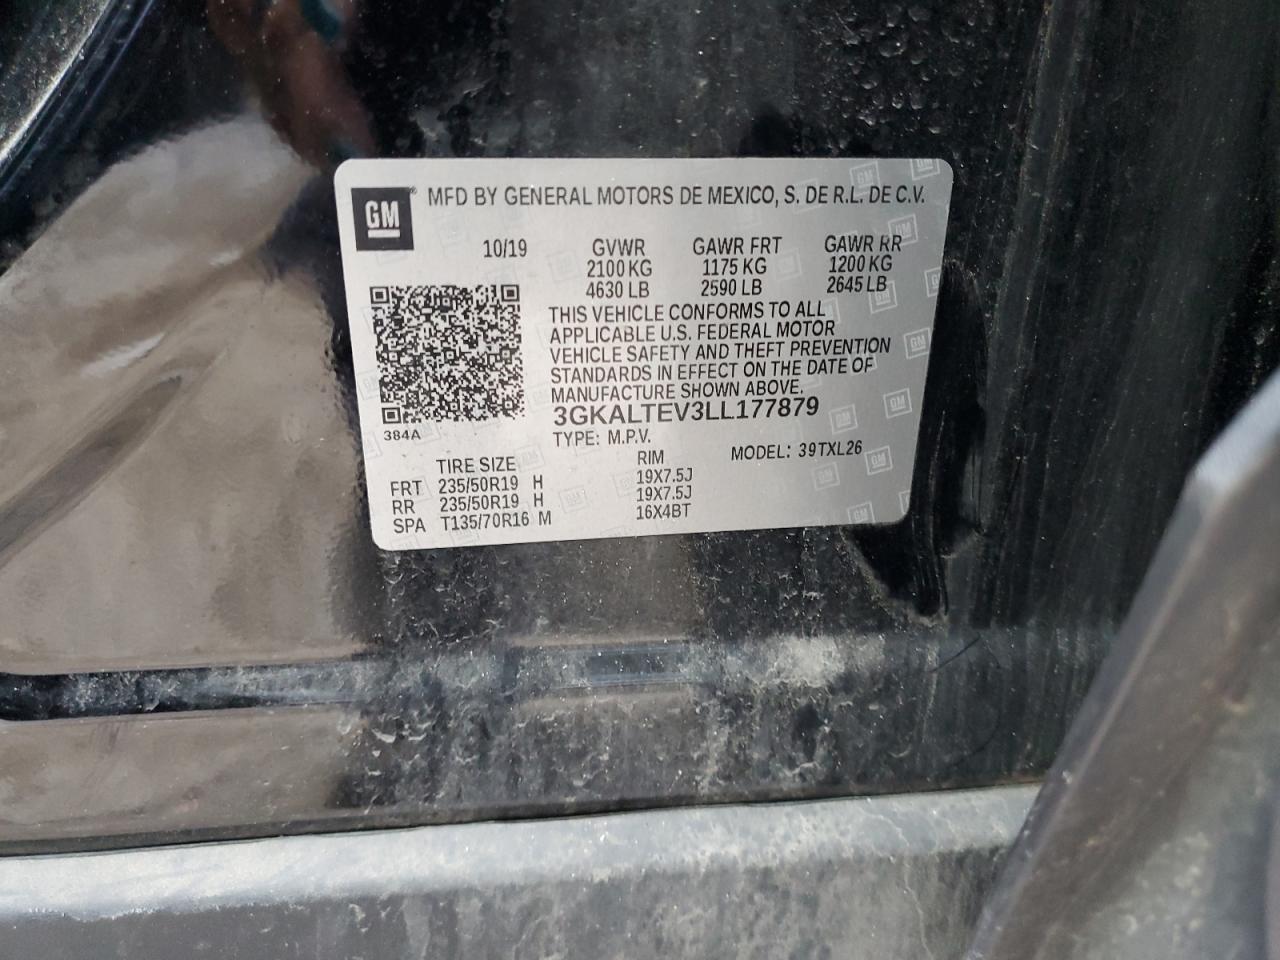 GM® MFD BY GENERAL MOTORS DE MEXICO, S. DE R.L. DE C.V.
10/19 GVWR GAWR FRT GAWR RR
2100 KG 1175 KG 1200 KG
4630 LB 2590 LB 2645 LB
THIS VEHICLE CONFORMS TO ALL
APPLICABLE U.S. FEDERAL MOTOR
VEHICLE SAFETY AND THEFT PREVENTION
STANDARDS IN EFFECT ON THE DATE OF
MANUFACTURE SHOWN ABOVE.
3GKALTEV3LL177879
384A
TYPE: M.P.V. MODEL: 39TXL26
TIRE SIZE RIM
FRT 235/50R19 H 19X7.5J
RR 235/50R19 H 19X7.5J
SPA T135/70R16 M 16X4BT